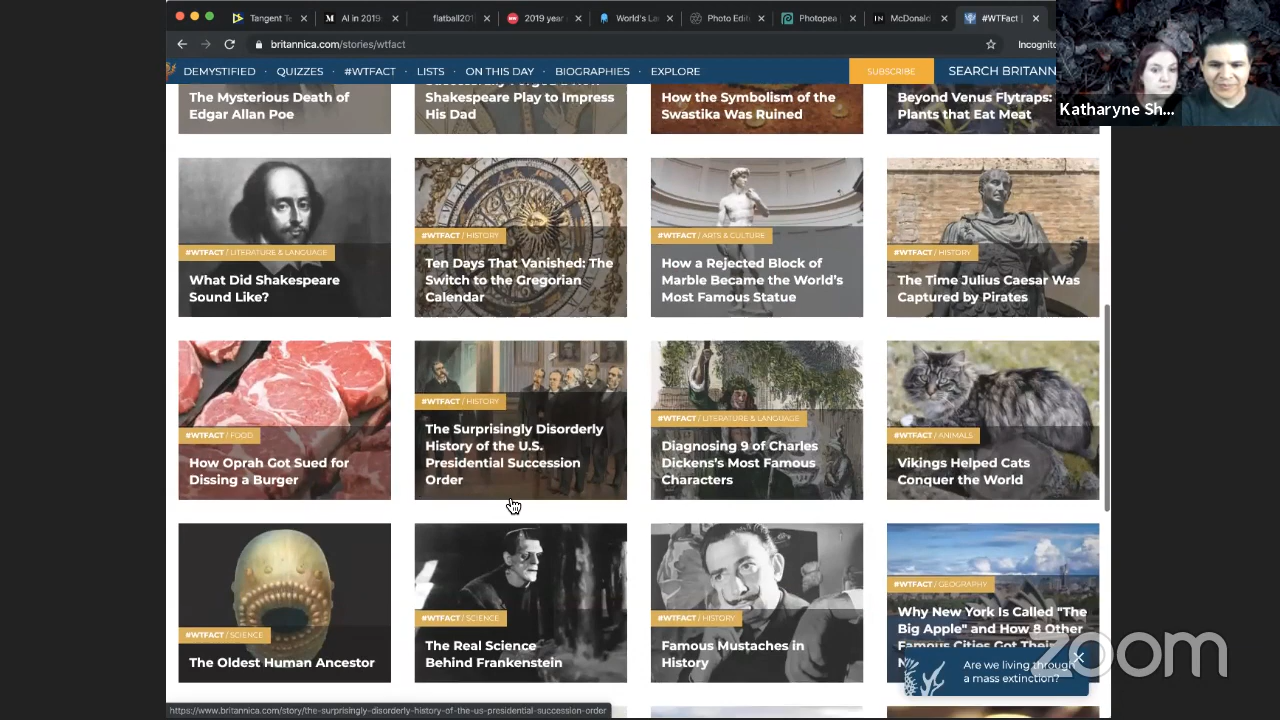 Tangent Te
AI in 2019
flatball201
2019 year
World's La
Photo Edit
Photopea
McDonald
#WTFact
britannica.com/stories/wtfact
Incognito
DEMYSTIFIED · QUIZZES · #WTFACT · LISTS · ON THIS DAY · BIOGRAPHIES · EXPLORE
SUBSCRIBE
SEARCH BRITANN
Katharyne Sh...
The Mysterious Death of
Edgar Allan Poe
Shakespeare Play to Impress
His Dad
How the Symbolism of the
Swastika Was Ruined
Beyond Venus Flytraps:
Plants that Eat Meat
#WTFACT / LITERATURE & LANGUAGE
What Did Shakespeare
Sound Like?
#WTFACT / HISTORY
Ten Days That Vanished: The
Switch to the Gregorian
Calendar
#WTFACT / ARTS & CULTURE
How a Rejected Block of
Marble Became the World's
Most Famous Statue
#WTFACT / HISTORY
The Time Julius Caesar Was
Captured by Pirates
#WTFACT / FOOD
How Oprah Got Sued for
Dissing a Burger
#WTFACT / HISTORY
The Surprisingly Disorderly
History of the U.S.
Presidential Succession
Order
#WTFACT / LITERATURE & LANGUAGE
Diagnosing 9 of Charles
Dickens's Most Famous
Characters
#WTFACT / ANIMALS
Vikings Helped Cats
Conquer the World
#WTFACT / SCIENCE
The Oldest Human Ancestor
#WTFACT / SCIENCE
The Real Science
Behind Frankenstein
#WTFACT / HISTORY
Famous Mustaches in
History
#WTFACT / GEOGRAPHY
Why New York Is Called "The
Big Apple" and How 8 Other
Famous Cities Got Their
Are we living through
a mass extinction?
zoom
https://www.britannica.com/story/the-surprisingly-disorderly-history-of-the-us-presidential-succession-order